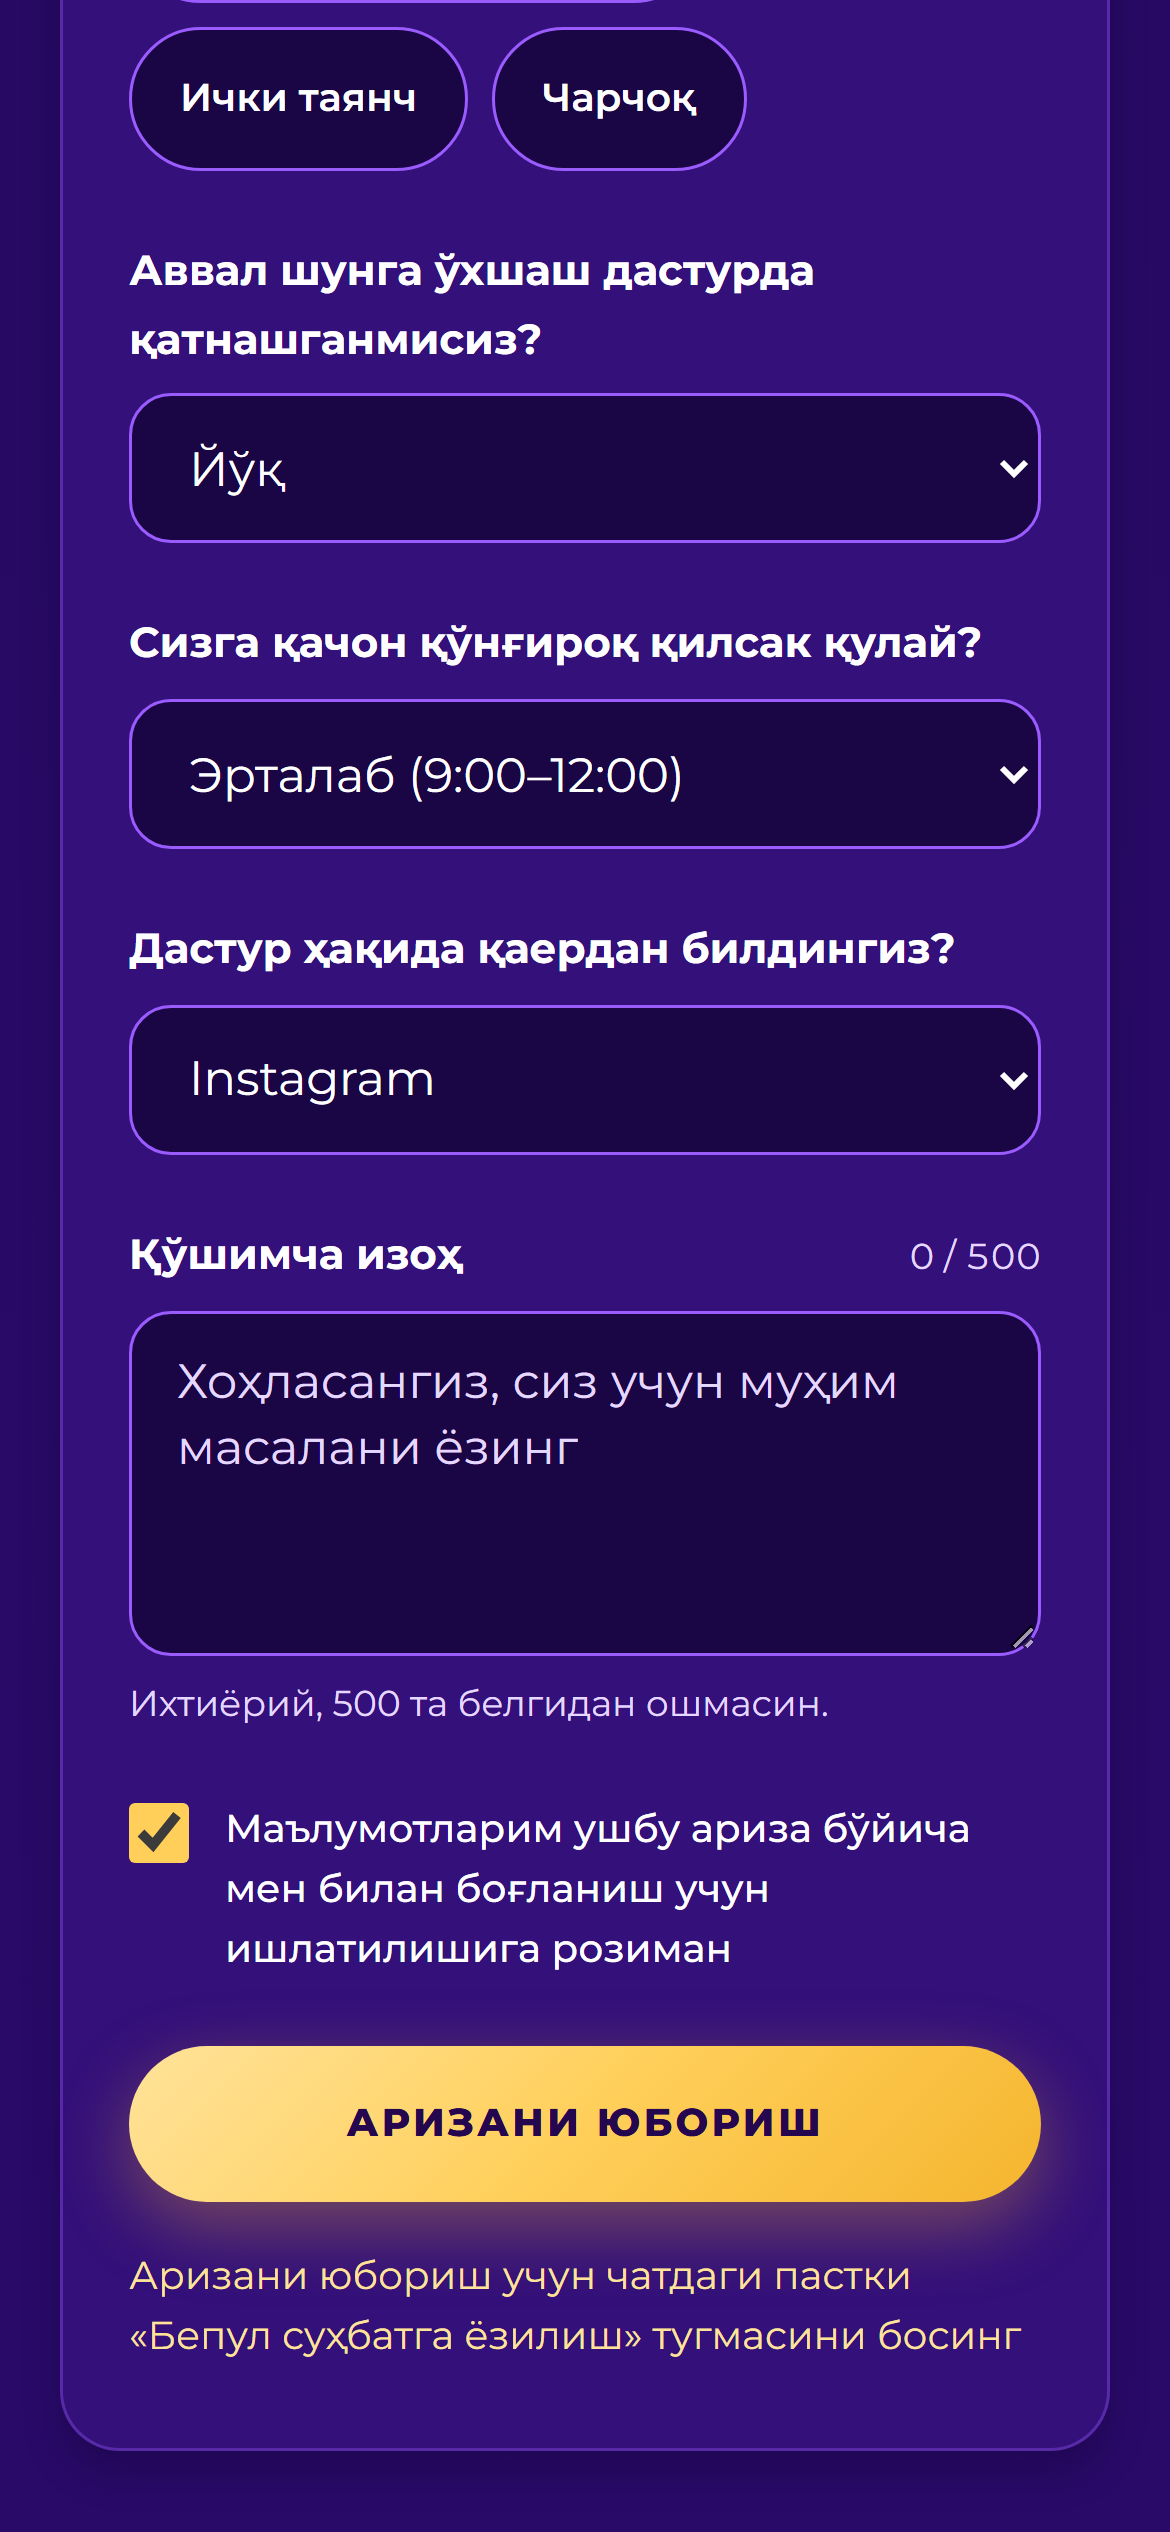 Ички таянч
Чарчоқ
Аввал шунга ўхшаш дастурда
қатнашганмисиз?
Йўқ
Сизга қачон қўнғироқ қилсак қулай?
Эрталаб (9:00–12:00)
Дастур ҳақида қаердан билдингиз?
Instagram
Қўшимча изоҳ
0 / 500
Хоҳласангиз, сиз учун муҳим
масалани ёзинг
Ихтиёрий, 500 та белгидан ошмасин.
Маълумотларим ушбу ариза бўйича
мен билан боғланиш учун
ишлатилишига розиман
АРИЗАНИ ЮБОРИШ
Аризани юбориш учун чатдаги пастки
«Бепул суҳбатга ёзилиш» тугмасини босинг